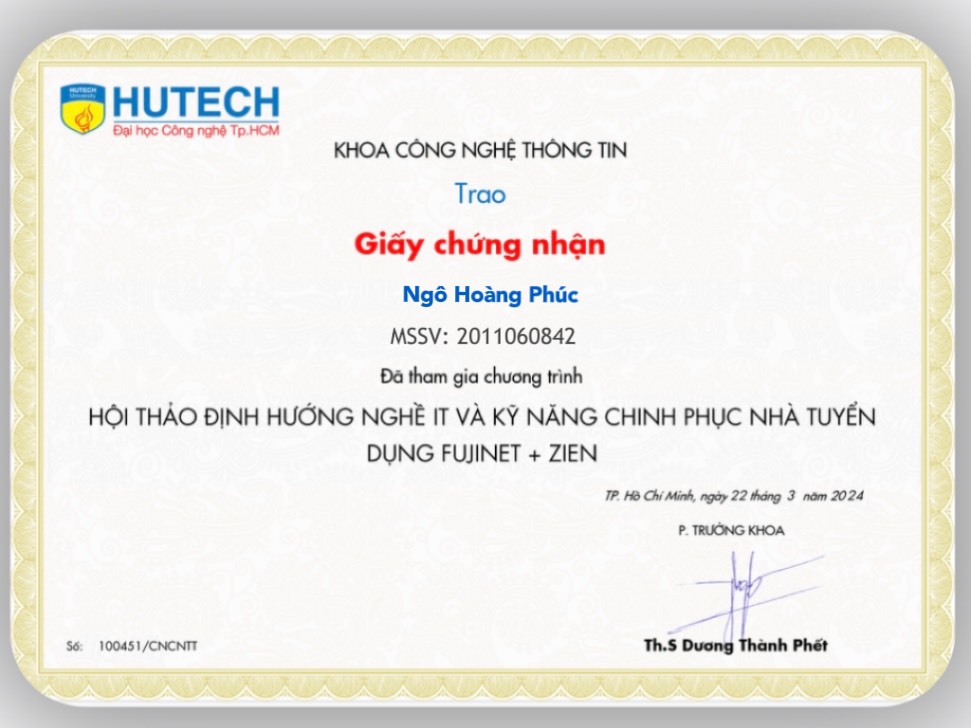 HUTECH
University
HUTECH
Đại học Công nghệ Tp.HCM
KHOA CÔNG NGHỆ THÔNG TIN
Trao
Giấy chứng nhận
Ngô Hoàng Phúc
MSSV: 2011060842
Đã tham gia chương trình
HỘI THẢO ĐỊNH HƯỚNG NGHỀ IT VÀ KỸ NĂNG CHINH PHỤC NHÀ TUYỂN
DỤNG FUJINET + ZIEN
TP. Hồ Chí Minh, ngày 22 tháng 3 năm 2024
P. TRƯỞNG KHOA
Th.S Dương Thành Phết
Số: 100451/CNCNTT